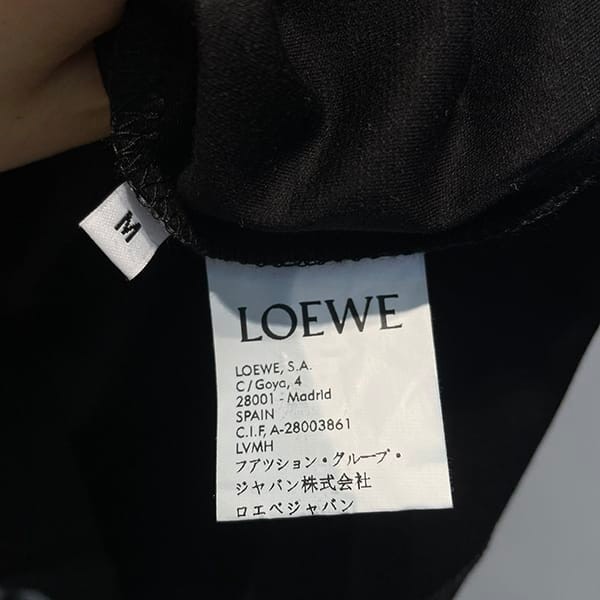 M
LOEWE
LOEWE, S.A.
C/Goya, 4
28001 - Madrid
SPAIN
C.I.F, A-28003861
LVMH
フアツション・グループ・
ジャパン株式会社
ロエベジャパン